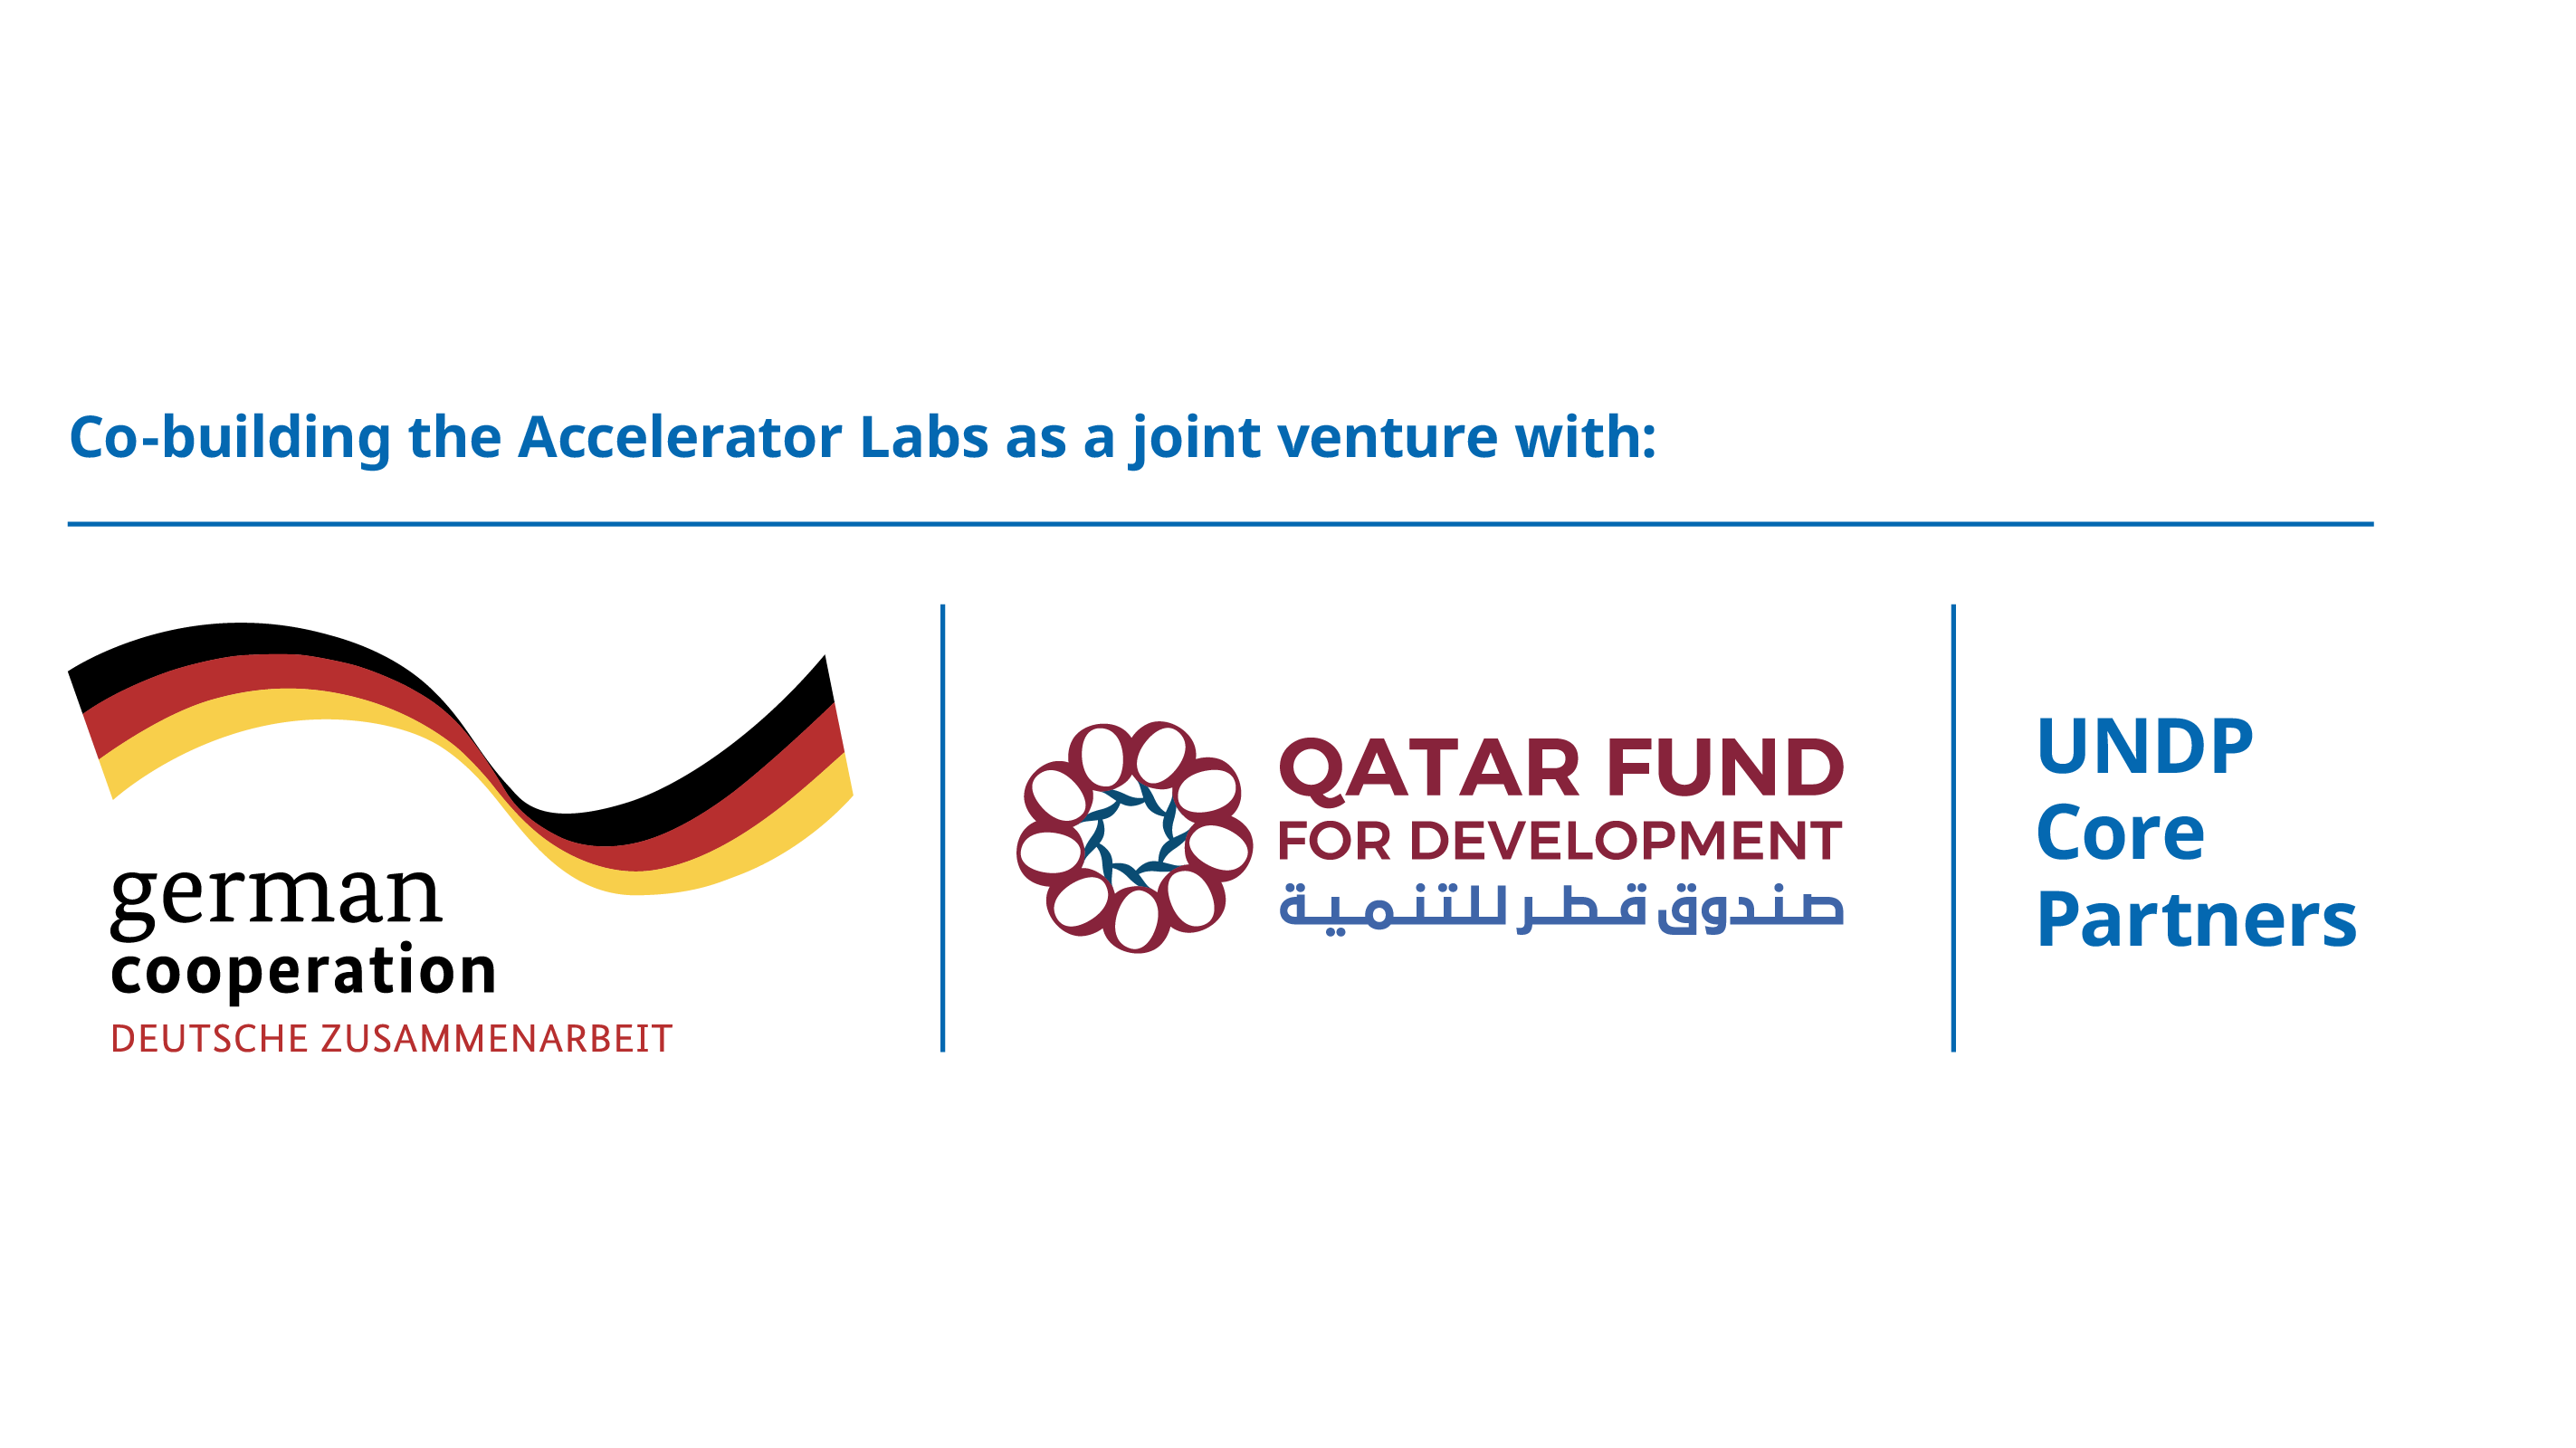 Co-building the Accelerator Labs as a joint venture with:
german
cooperation
DEUTSCHE ZUSAMMENARBEIT
QATAR FUND
FOR DEVELOPMENT
صندوق قطر للتنمية
UNDP
Core
Partners